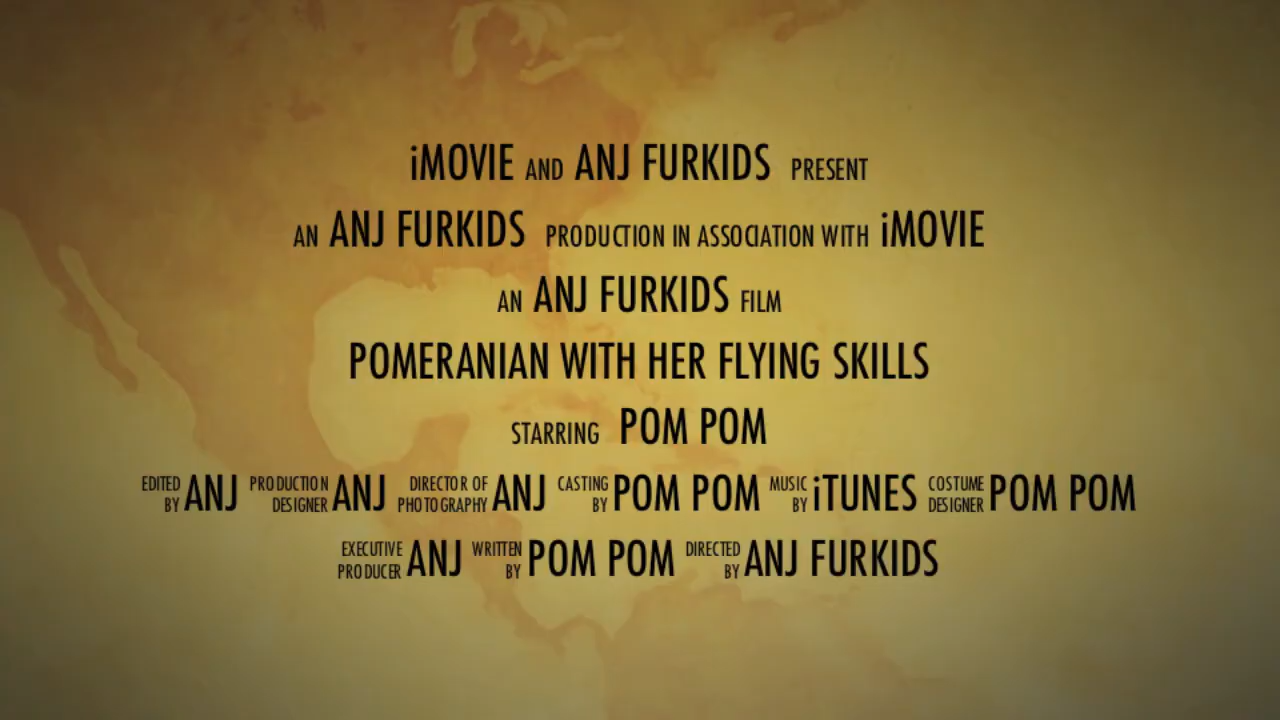 iMOVIE AND ANJ FURKIDS PRESENT
AN ANJ FURKIDS PRODUCTION IN ASSOCIATION WITH iMOVIE
AN ANJ FURKIDS FILM
POMERANIAN WITH HER FLYING SKILLS
STARRING POM POM
EDITED BY ANJ PRODUCTION DESIGNER ANJ DIRECTOR OF PHOTOGRAPHY ANJ CASTING BY POM POM MUSIC BY iTUNES COSTUME DESIGNER POM POM
EXECUTIVE PRODUCER ANJ WRITTEN BY POM POM DIRECTED BY ANJ FURKIDS